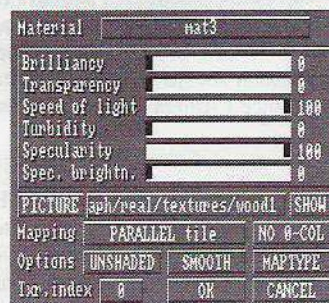 Material mat3
Brilliancy 0
Transparency 0
Speed of light 100
Turbidity 0
Specularity 100
Spec. brightn. 0
PICTURE aph/real/textures/wood1 SHOW
Mapping PARALLEL tile NO 0-COL
Options UNSHADED SMOOTH MAPTYPE
Txr.index 0 OK CANCEL